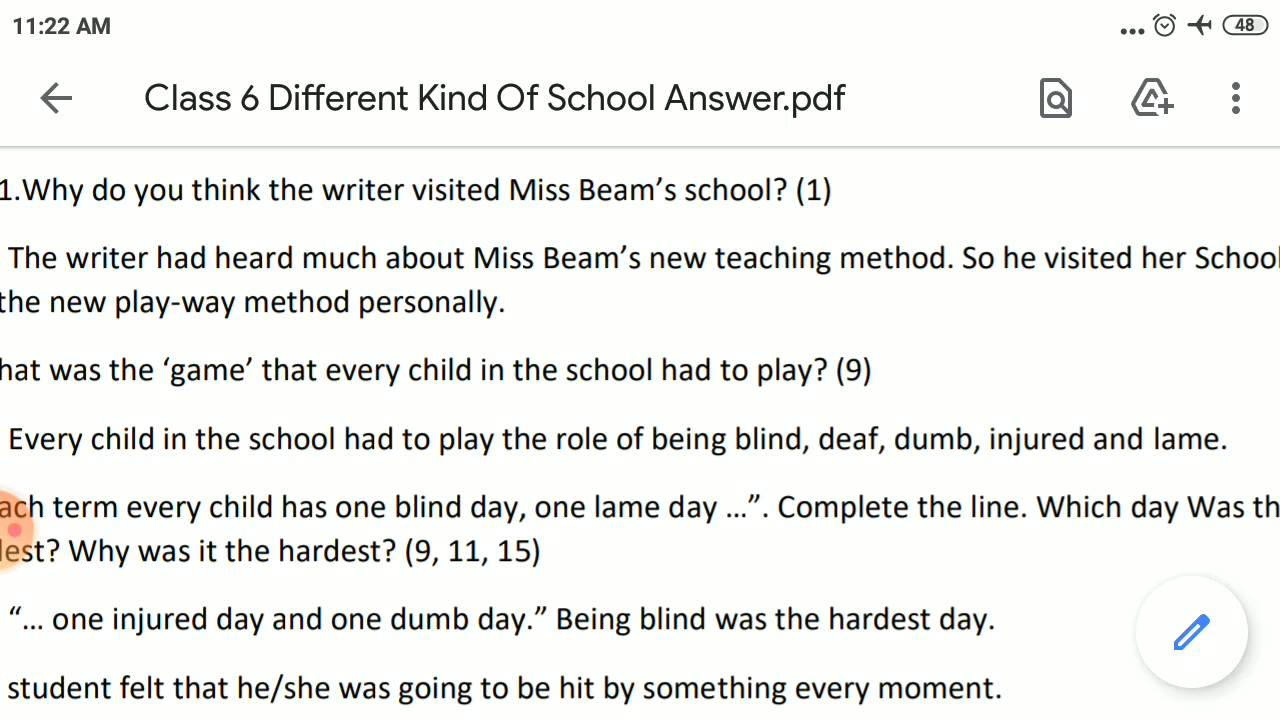 11:22 AM
... 48
Class 6 Different Kind Of School Answer.pdf
1.Why do you think the writer visited Miss Beam’s school? (1)
The writer had heard much about Miss Beam’s new teaching method. So he visited her School
the new play-way method personally.
hat was the ‘game’ that every child in the school had to play? (9)
Every child in the school had to play the role of being blind, deaf, dumb, injured and lame.
ach term every child has one blind day, one lame day ...”. Complete the line. Which day Was th
lest? Why was it the hardest? (9, 11, 15)
“... one injured day and one dumb day.” Being blind was the hardest day.
student felt that he/she was going to be hit by something every moment.